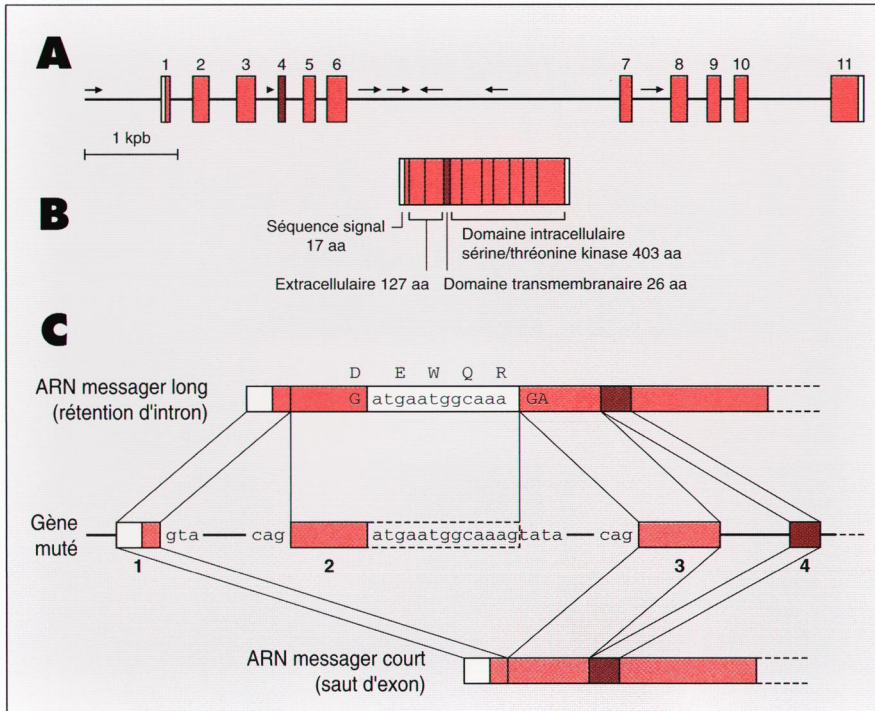 A
1 2 3 4 5 6 7 8 9 10 11
1 kpb
B
Séquence signal
17 aa
Domaine intracellulaire
sérine/thréonine kinase 403 aa
Extracellulaire 127 aa
Domaine transmembranaire 26 aa
C
D E W Q R
ARN messager long
(rétention d'intron)
G atgaatggcaaa GA
Gène
muté
gta cag atgaatggcaaagtata cag
1 2 3 4
ARN messager court
(saut d'exon)